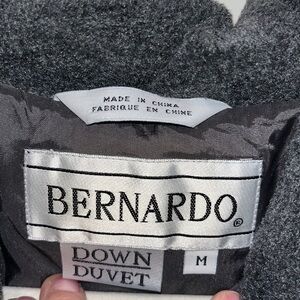 MADE IN CHINA
FABRIQUE EN CHINE
BERNARDO®
DOWN
DUVET
M